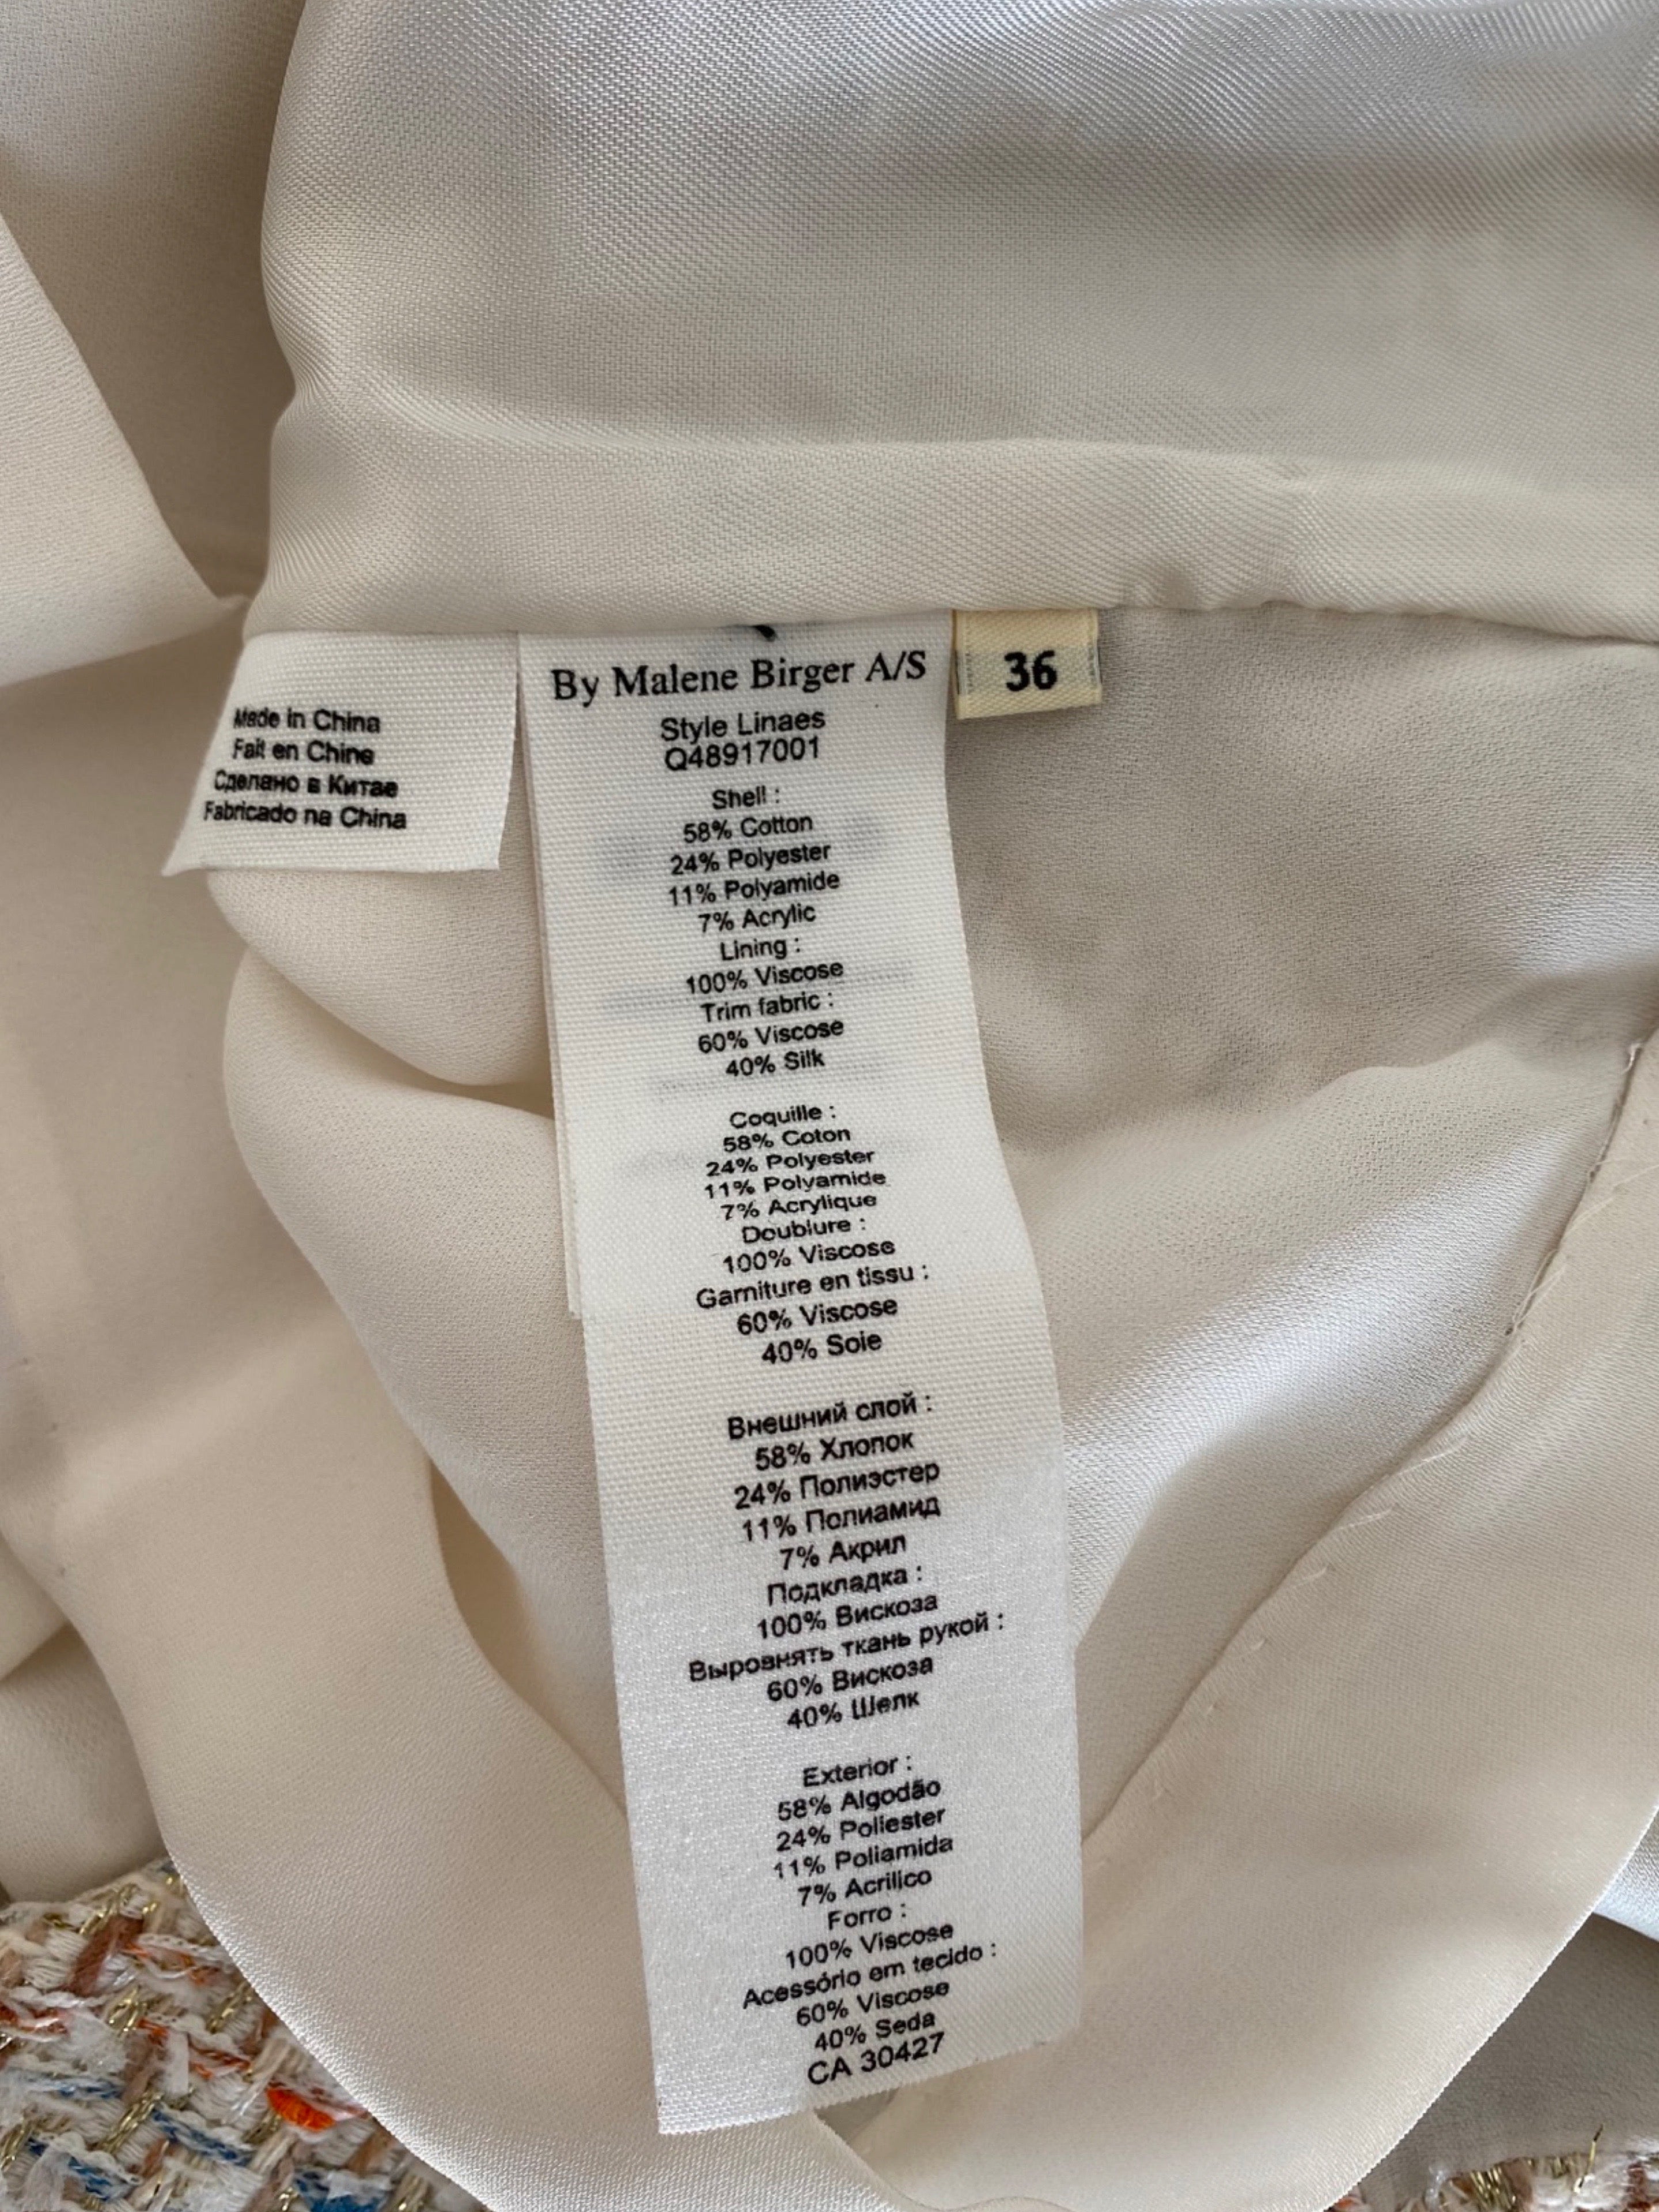 Made in China
Fait en Chine
Сделано в Китае
Fabricado na China
By Malene Birger A/S
Style Linaes
Q48917001
Shell :
58% Cotton
24% Polyester
11% Polyamide
7% Acrylic
Lining :
100% Viscose
Trim fabric :
60% Viscose
40% Silk
Coquille :
58% Coton
24% Polyester
11% Polyamide
7% Acrylique
Doublure :
100% Viscose
Garniture en tissu :
60% Viscose
40% Soie
Внешний слой :
58% Хлопок
24% Полиэстер
11% Полиамид
7% Акрил
Подкладка :
100% Вискоза
Выровнять ткань рукой :
60% Вискоза
40% Шелк
Exterior :
58% Algodão
24% Poliester
11% Poliamida
7% Acrilico
Forro :
100% Viscose
Acessório em tecido :
60% Viscose
40% Seda
CA 30427
36